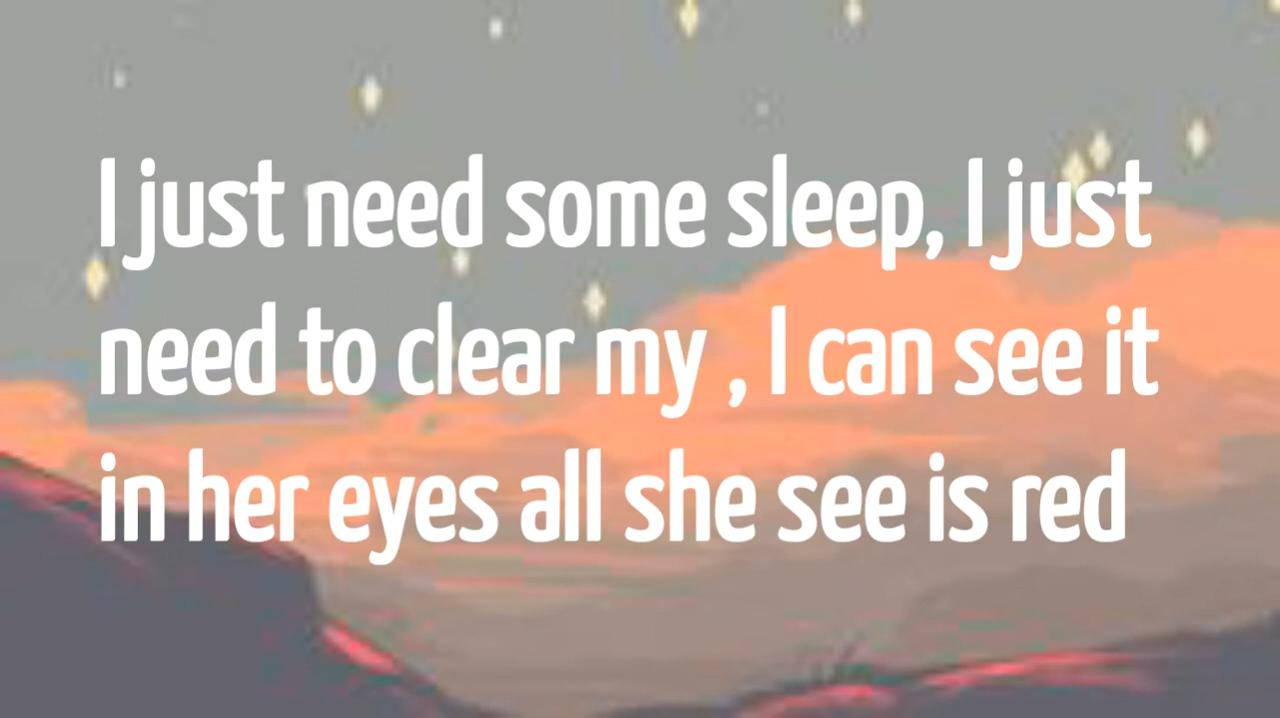 I just need some sleep, I just
need to clear my , I can see it
in her eyes all she see is red